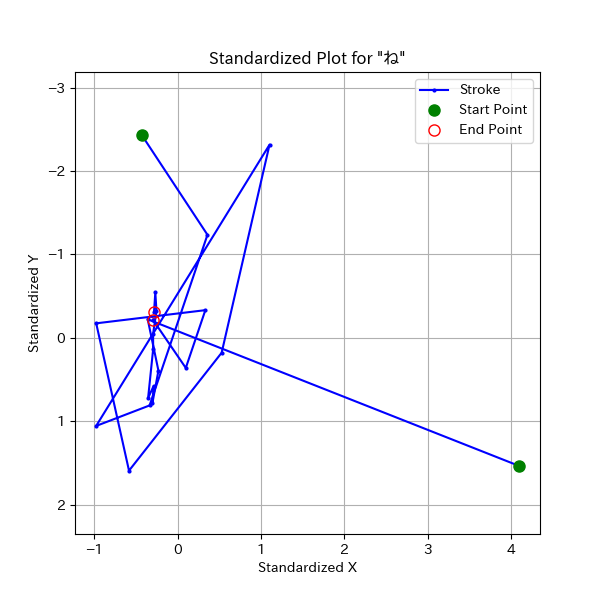 Standardized Plot for "ね"
Stroke
Start Point
End Point
Standardized Y
−3
−2
−1
0
1
2
−1
0
1
2
3
4
Standardized X